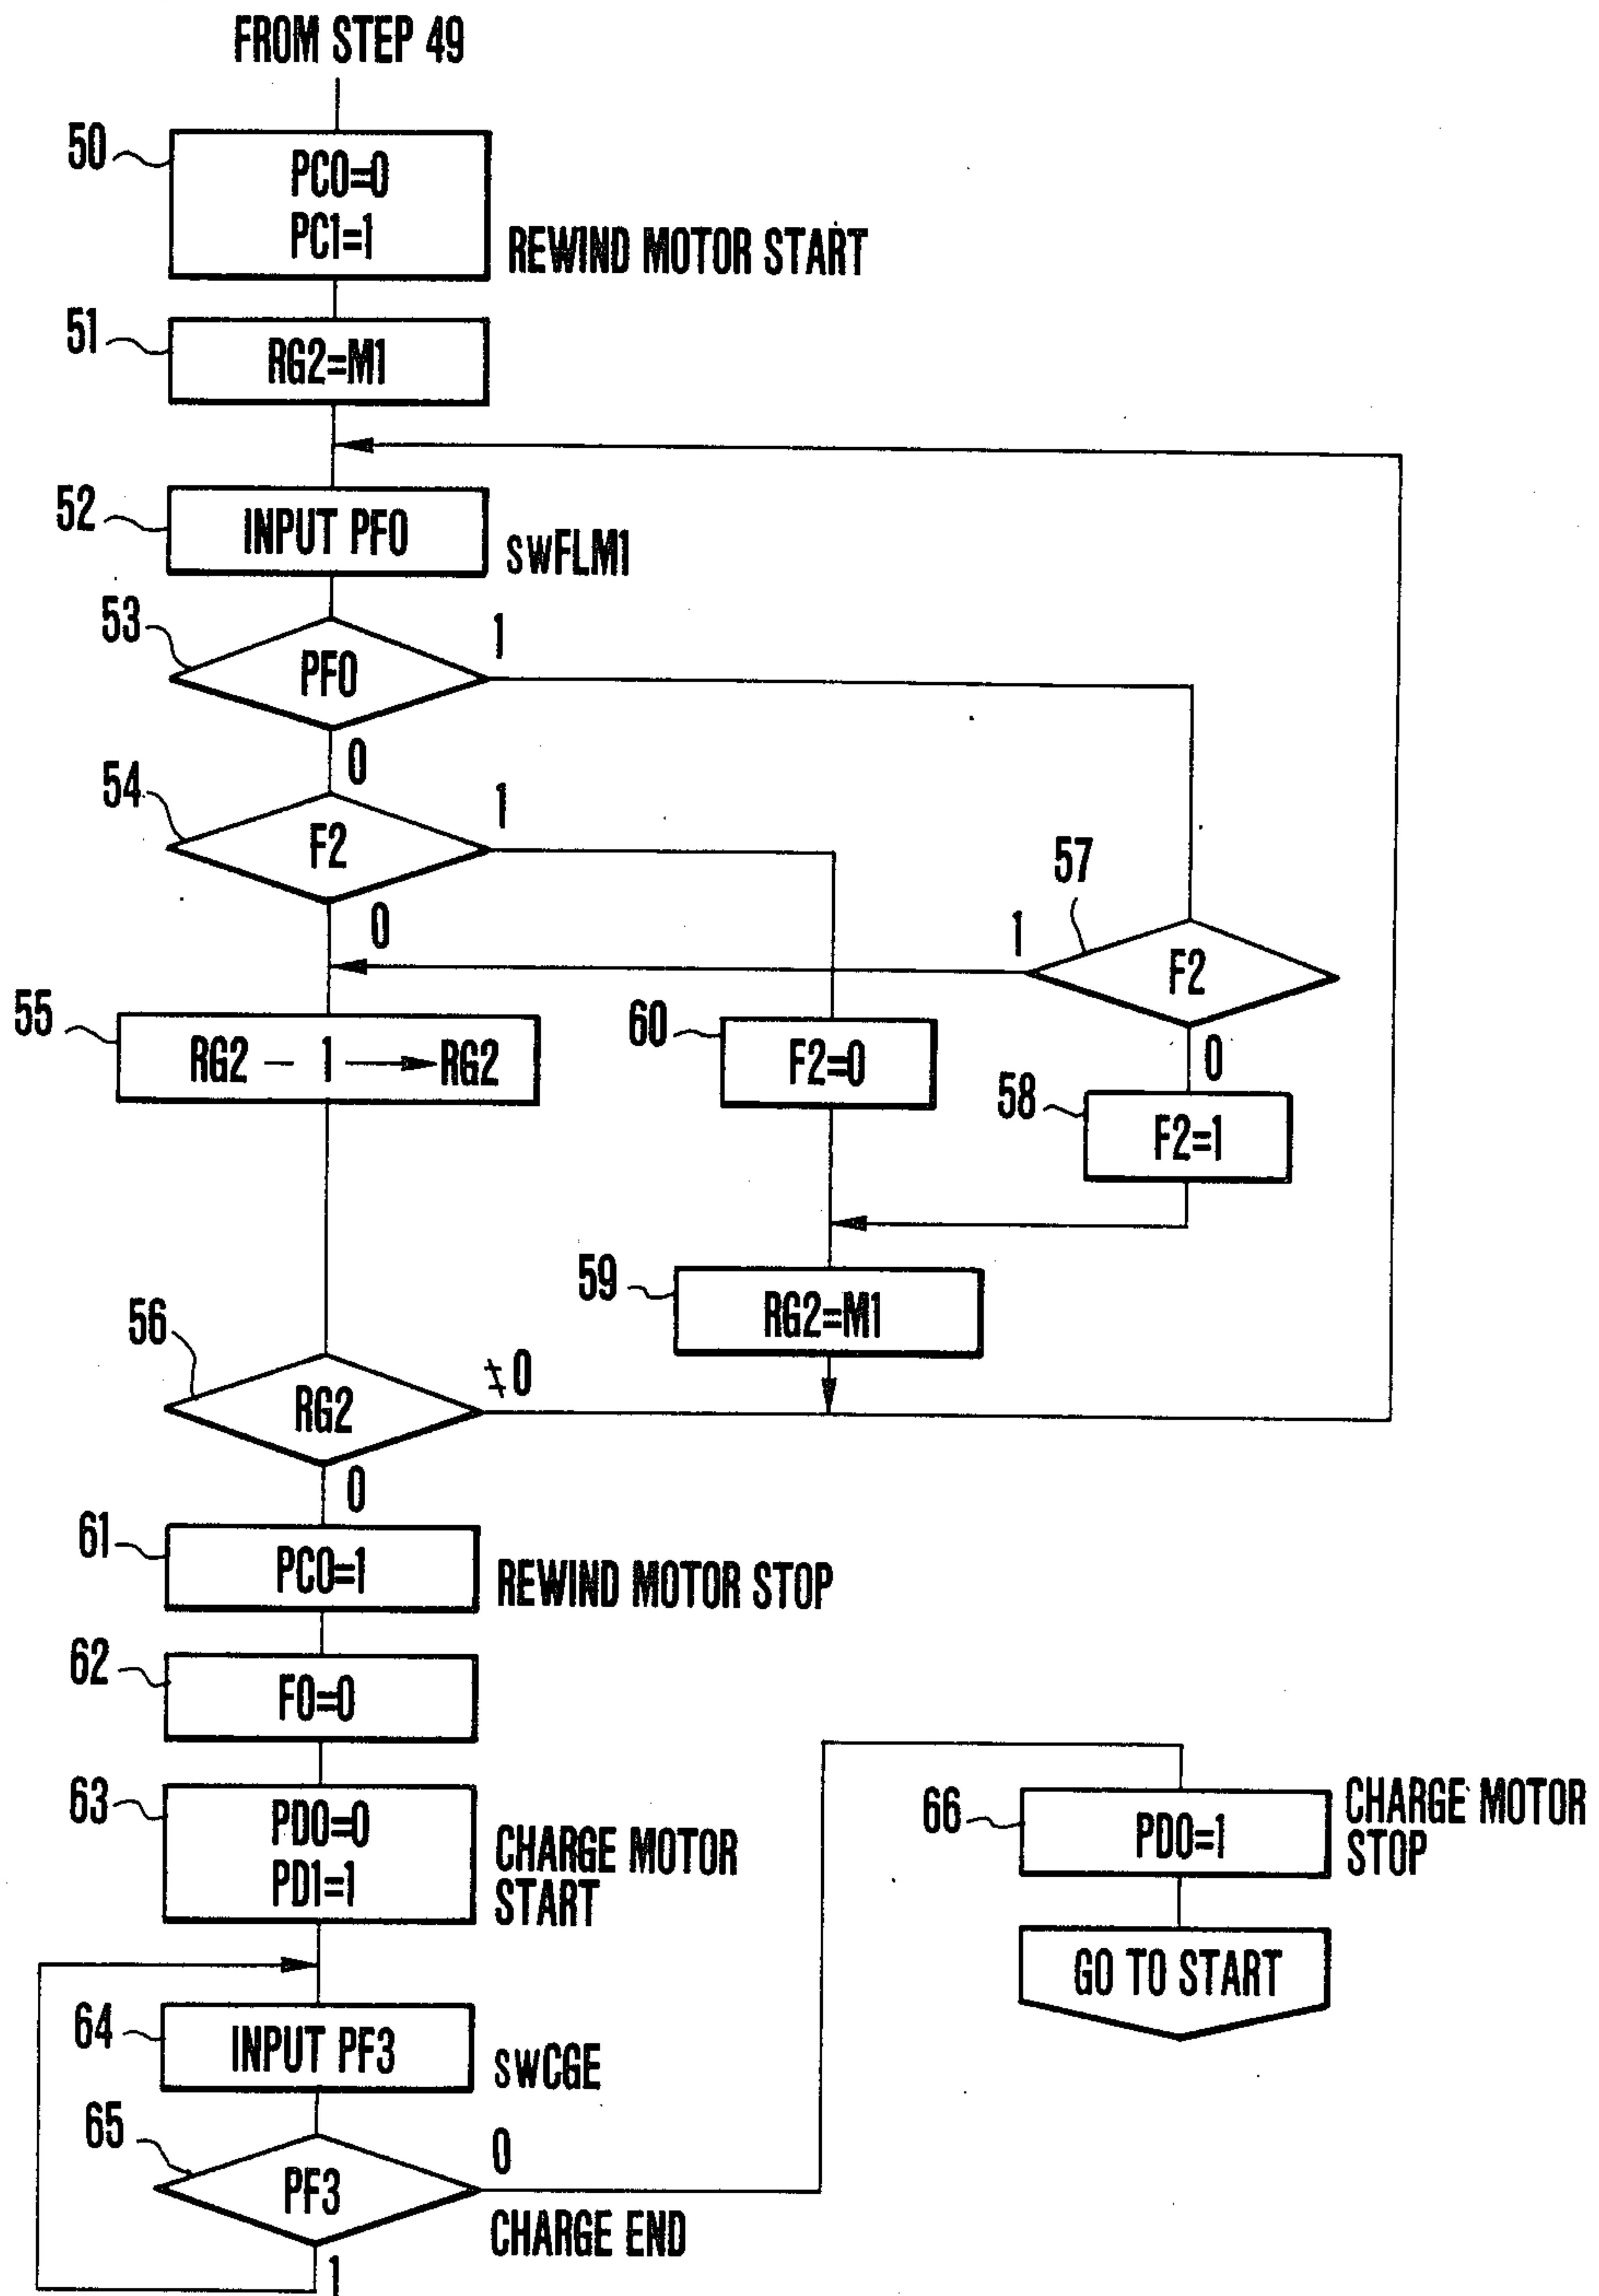 FROM STEP 49
50
PC0=0
PC1=1
REWIND MOTOR START
51
RG2=M1
52
INPUT PF0
swFLM1
53
PF0
1
0
54
F2
1
0
57
F2
1
0
55
RG2 — 1 → RG2
60
F2=0
58
F2=1
59
RG2=M1
56
RG2
≠0
0
61
PC0=1
REWIND MOTOR STOP
62
F0=0
63
PD0=0
PD1=1
CHARGE MOTOR
START
64
INPUT PF3
swCGE
65
PF3
0
CHARGE END
1
66
PD0=1
CHARGE MOTOR
STOP
GO TO START